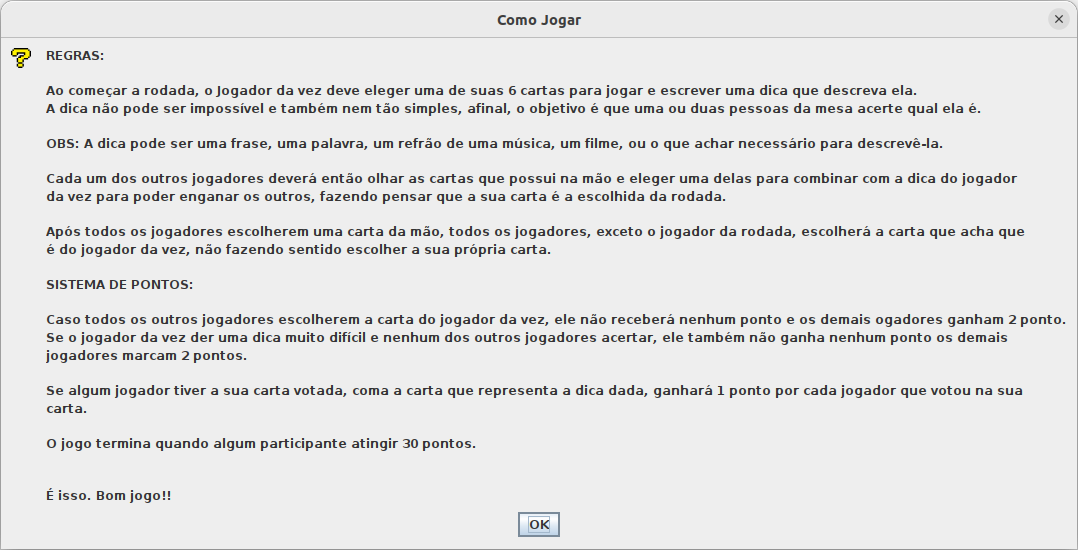 Como Jogar
REGRAS:
Ao começar a rodada, o Jogador da vez deve eleger uma de suas 6 cartas para jogar e escrever uma dica que descreva ela.
A dica não pode ser impossível e também nem tão simples, afinal, o objetivo é que uma ou duas pessoas da mesa acerte qual ela é.
OBS: A dica pode ser uma frase, uma palavra, um refrão de uma música, um filme, ou o que achar necessário para descrevê-la.
Cada um dos outros jogadores deverá então olhar as cartas que possui na mão e eleger uma delas para combinar com a dica do jogador
da vez para poder enganar os outros, fazendo pensar que a sua carta é a escolhida da rodada.
Após todos os jogadores escolherem uma carta da mão, todos os jogadores, exceto o jogador da rodada, escolherá a carta que acha que
é do jogador da vez, não fazendo sentido escolher a sua própria carta.
SISTEMA DE PONTOS:
Caso todos os outros jogadores escolherem a carta do jogador da vez, ele não receberá nenhum ponto e os demais ogadores ganham 2 ponto.
Se o jogador da vez der uma dica muito difícil e nenhum dos outros jogadores acertar, ele também não ganha nenhum ponto os demais
jogadores marcam 2 pontos.
Se algum jogador tiver a sua carta votada, coma a carta que representa a dica dada, ganhará 1 ponto por cada jogador que votou na sua
carta.
O jogo termina quando algum participante atingir 30 pontos.
É isso. Bom jogo!!
OK